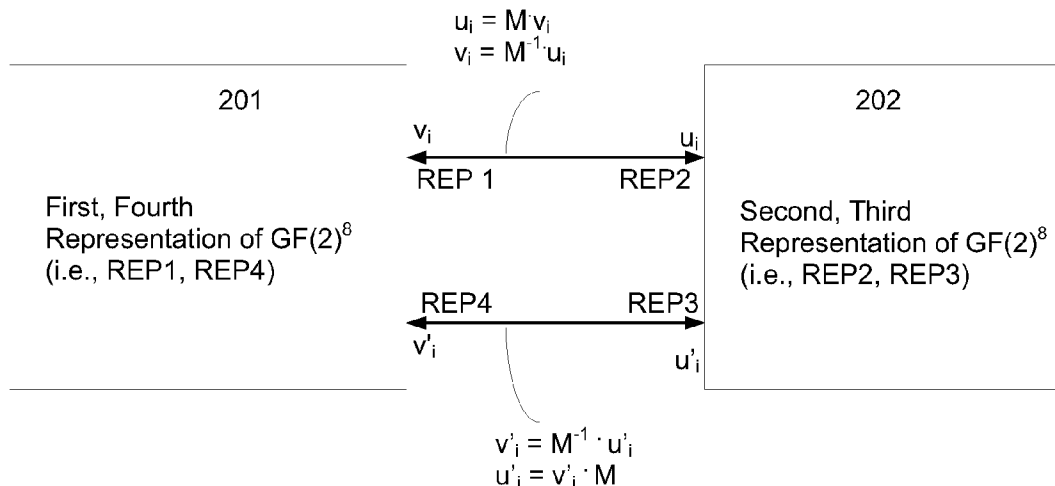 uᵢ = M·vᵢ
vᵢ = M⁻¹·uᵢ
201
202
vᵢ
uᵢ
REP 1
REP2
First, Fourth
Representation of GF(2)⁸
(i.e., REP1, REP4)
Second, Third
Representation of GF(2)⁸
(i.e., REP2, REP3)
REP4
REP3
v'ᵢ
u'ᵢ
v'ᵢ = M⁻¹ · u'ᵢ
u'ᵢ = v'ᵢ · M